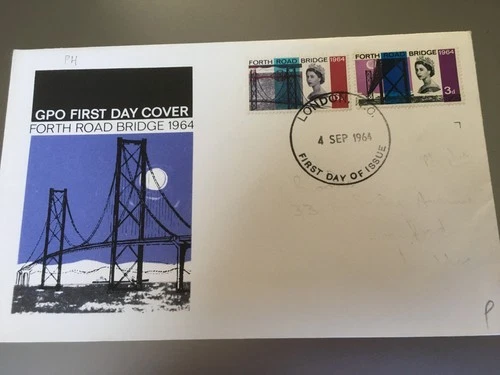 PH
FORTH ROAD BRIDGE 1964
FORTH ROAD BRIDGE 1964
3d
GPO FIRST DAY COVER
FORTH ROAD BRIDGE 1964
LONDON
4 SEP 1964
FIRST DAY OF ISSUE
33
P